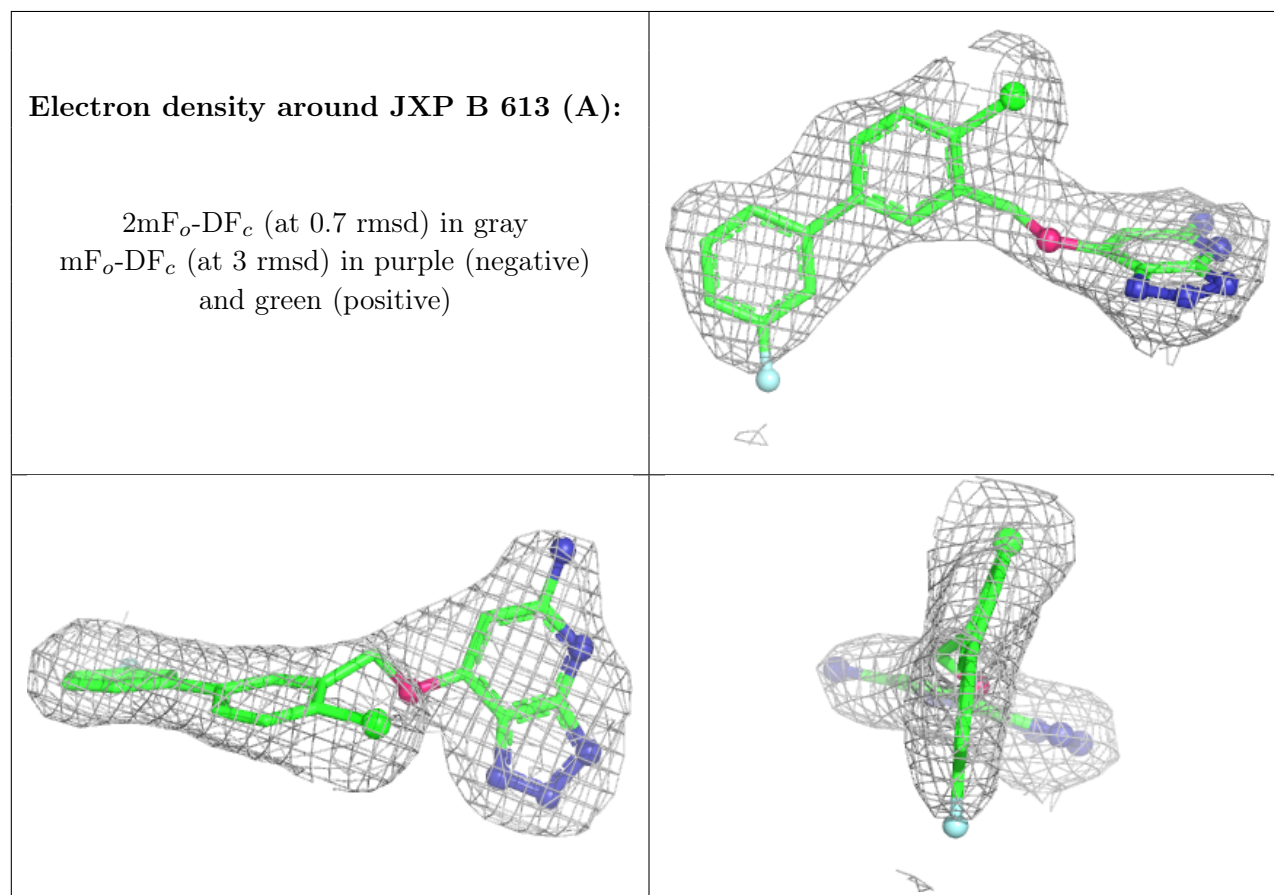 Electron density around JXP B 613 (A):
2mFo-DFc (at 0.7 rmsd) in gray
mFo-DFc (at 3 rmsd) in purple (negative)
and green (positive)